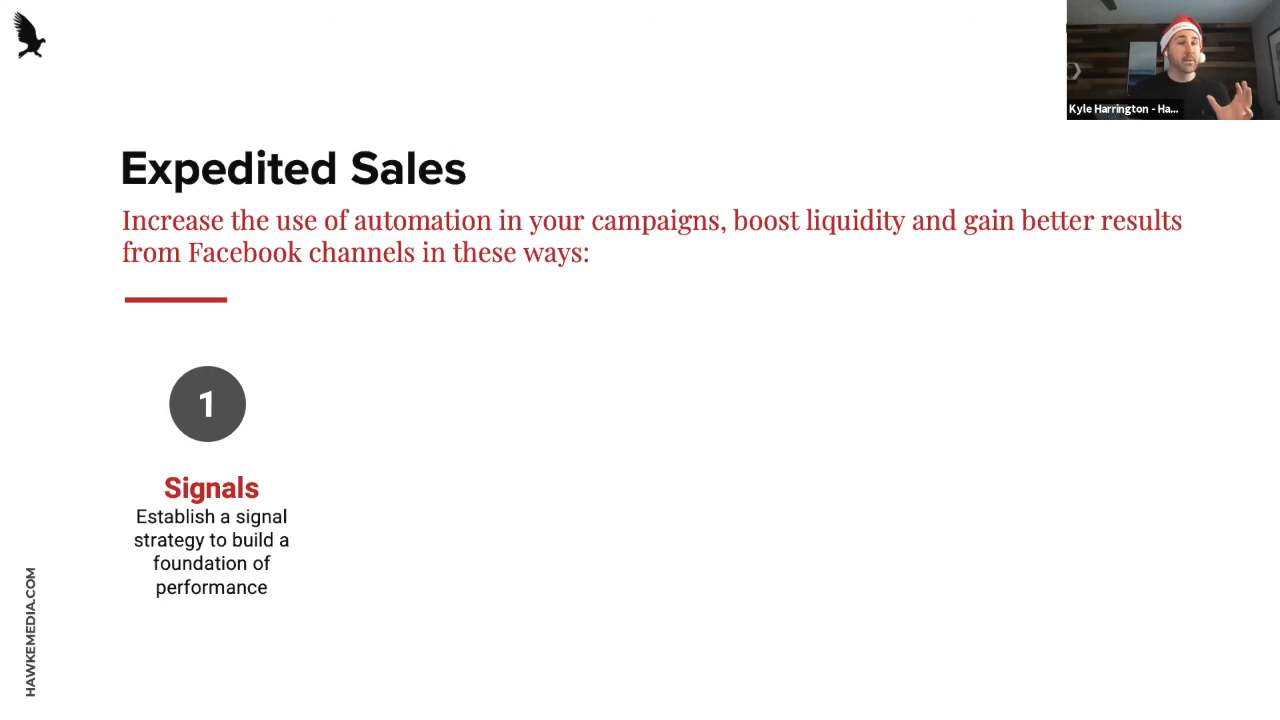 Kyle Harrington - Ha...
Expedited Sales
Increase the use of automation in your campaigns, boost liquidity and gain better results
from Facebook channels in these ways:
1
Signals
Establish a signal
strategy to build a
foundation of
performance
HAWKEMEDIA.COM